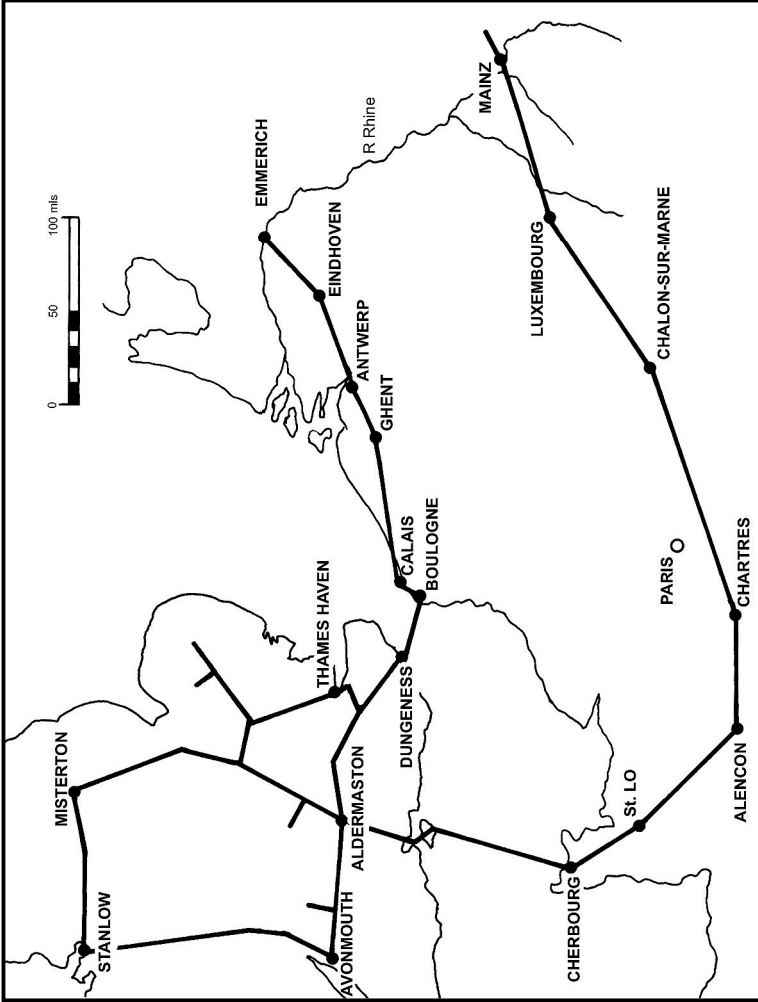 STANLOW
MISTERTON
0
50
100 mls
AVONMOUTH
ALDERMASTON
THAMES HAVEN
DUNGENESS
CALAIS
BOULOGNE
GHENT
ANTWERP
EINDHOVEN
EMMERICH
R Rhine
CHERBOURG
St. LO
ALENCON
CHARTRES
PARIS
CHALON-SUR-MARNE
LUXEMBOURG
MAINZ